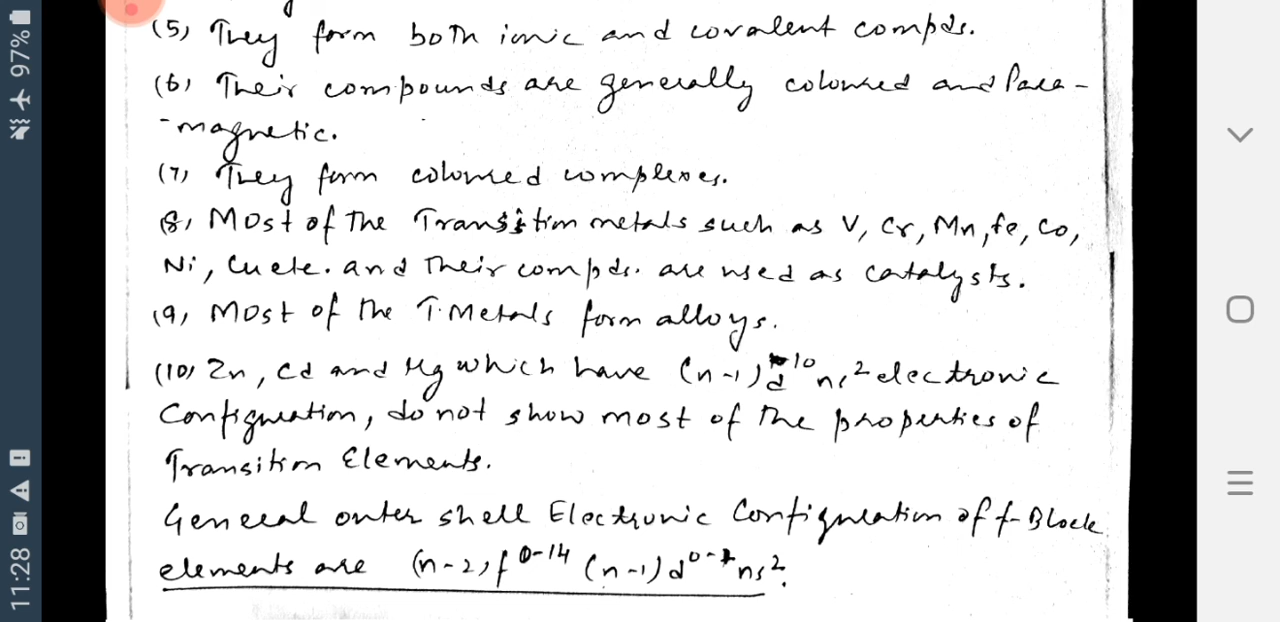 (5) They form both ionic and covalent compds.
(6) Their compounds are generally coloured and Para-
-magnetic.
(7) They form coloured complexes.
(8) Most of the Transition metals such as V, Cr, Mn, Fe, Co,
Ni, Cu etc. and Their compds. are used as catalysts.
(9) Most of the T. Metals form alloys.
(10) Zn, Cd and Hg which have (n-1)d¹⁰ ns² electronic
Configuration, do not show most of the properties of
Transition Elements.
General outer shell Electronic Configuration of f-Block
elements are (n-2)f⁰⁻¹⁴ (n-1)d⁰⁻¹ ns².
11:28
97%